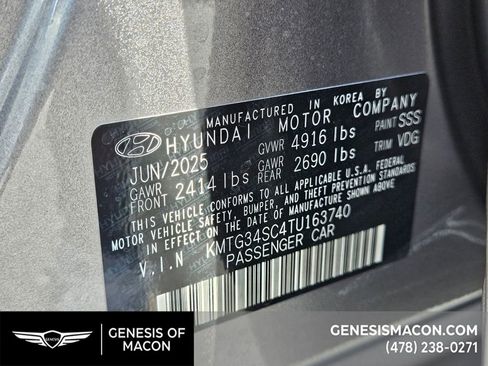 MANUFACTURED IN KOREA BY
HYUNDAI MOTOR COMPANY
JUN/2025 GVWR 4916 lbs PAINT SSS
GAWR FRONT 2414 lbs GAWR REAR 2690 lbs TRIM VDG
THIS VEHICLE CONFORMS TO ALL APPLICABLE U.S.A. FEDERAL
MOTOR VEHICLE SAFETY, BUMPER, AND THEFT PREVENTION STANDARDS
IN EFFECT ON THE DATE OF MANUFACTURE SHOWN ABOVE.
V.I.N KMTG34SC4TU163740
PASSENGER CAR
GENESIS
GENESIS OF
MACON
GENESISMACON.COM
(478) 238-0271